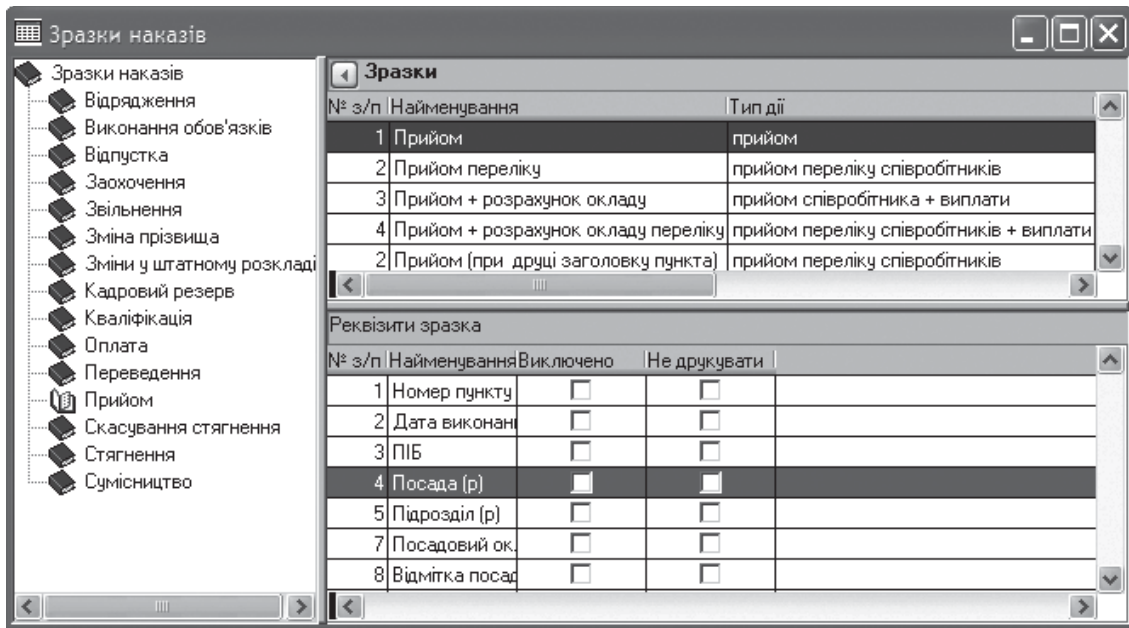 Зразки наказів
Зразки наказів
Відрядження
Виконання обов'язків
Відпустка
Заохочення
Звільнення
Зміна прізвища
Зміни у штатному розкладі
Кадровий резерв
Кваліфікація
Оплата
Переведення
Прийом
Скасування стягнення
Стягнення
Сумісництво
Зразки
№ з/п Найменування Тип дії
1 Прийом прийом
2 Прийом переліку прийом переліку співробітників
3 Прийом + розрахунок окладу прийом співробітника + виплати
4 Прийом + розрахунок окладу переліку прийом переліку співробітників + виплати
2 Прийом (при друці заголовку пункта) прийом переліку співробітників
Реквізити зразка
№ з/п Найменування Виключено Не друкувати
1 Номер пункту
2 Дата виконанн
3 ПІБ
4 Посада (р)
5 Підрозділ (р)
7 Посадовий ок.
8 Відмітка посад